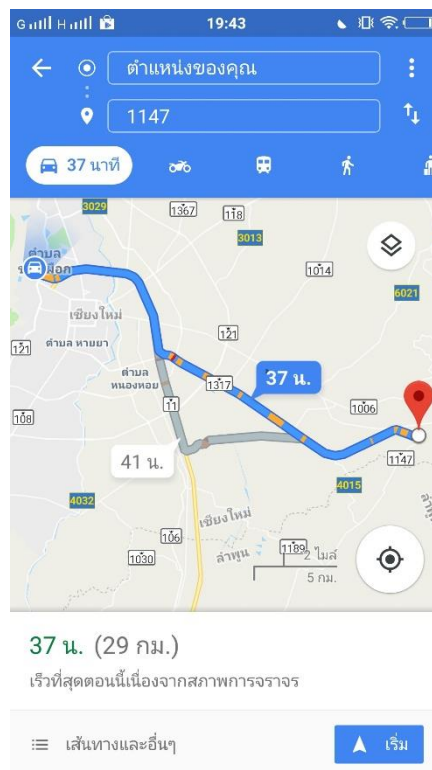 G H 19:43
ตำแหน่งของคุณ
1147
37 นาที
3029
1367
118
3013
1014
6021
ตำบล
เชียงใหม่
121
ตำบล หายยา
121
ตำบล
หนองหอย
1317
37 น.
11
1006
108
41 น.
1147
4015
4032
เชียงใหม่
106
ลำพูน
1189
2 ไมล์
1030
5 กม.
37 น. (29 กม.)
เร็วที่สุดตอนนี้เนื่องจากสภาพการจราจร
เส้นทางและอื่นๆ
เริ่ม